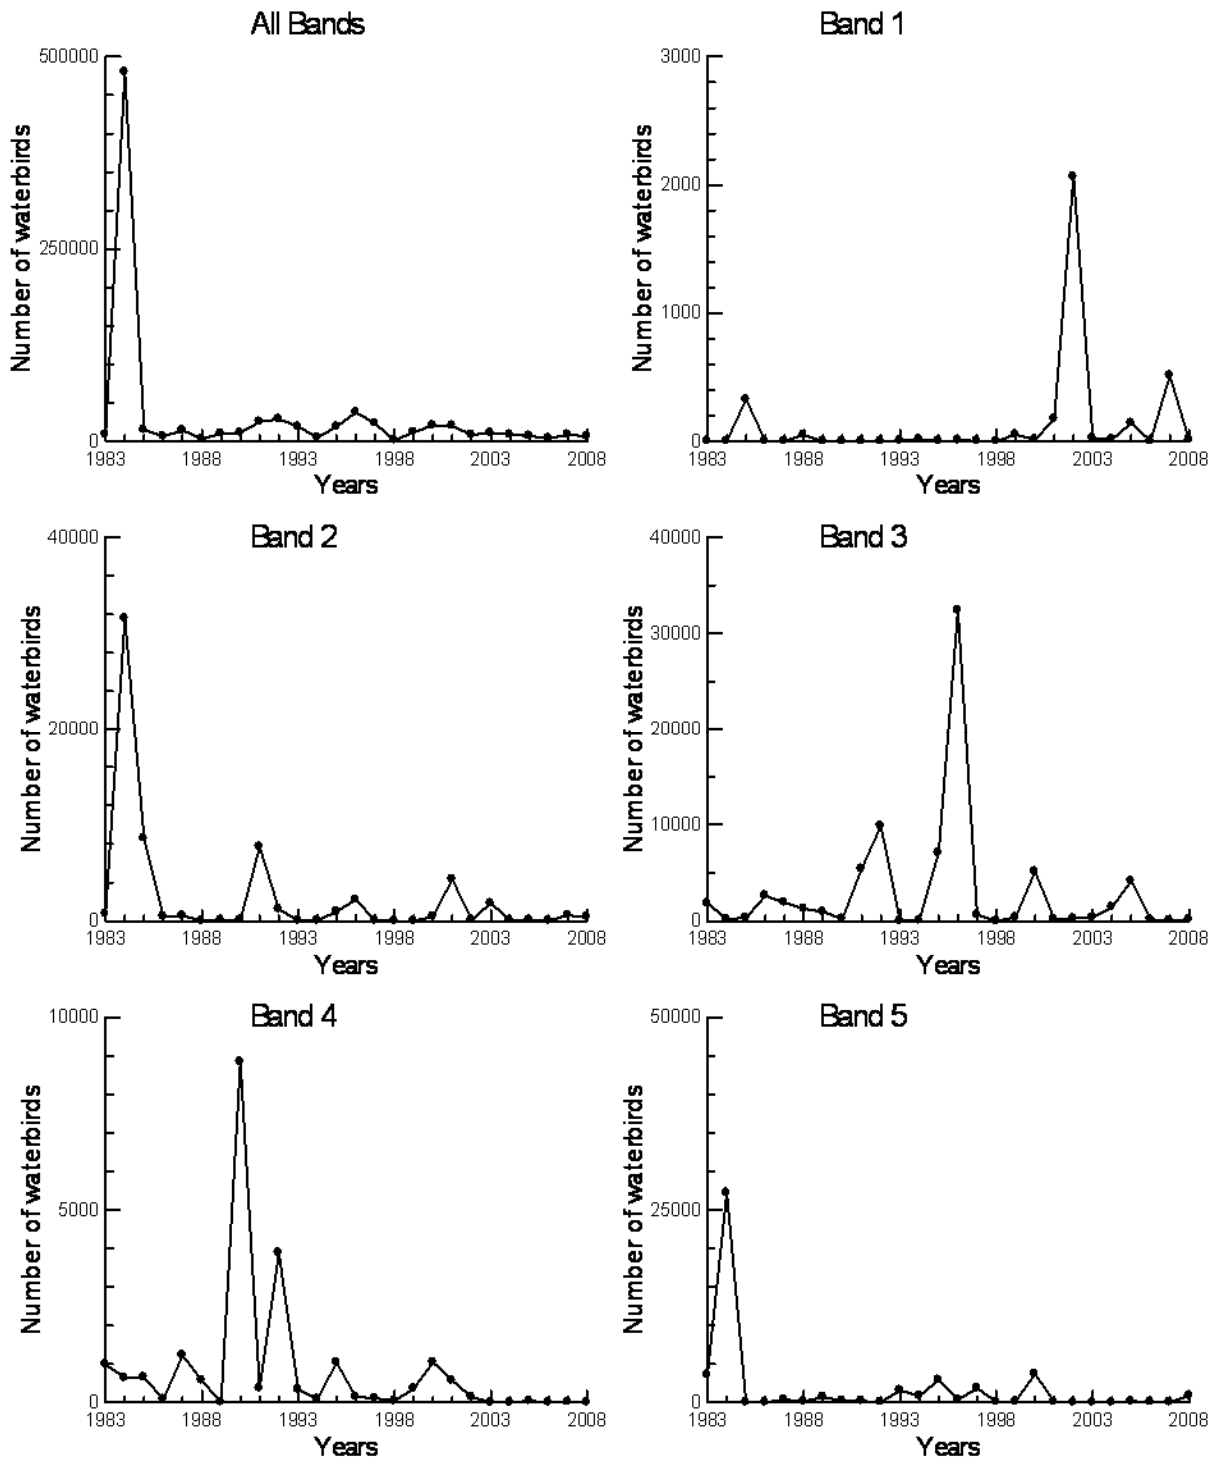 All Bands
Number of waterbirds
500000
250000
0
1983 1988 1993 1998 2003 2008
Years
Band 1
Number of waterbirds
3000
2000
1000
0
1983 1988 1993 1998 2003 2008
Years
Band 2
Number of waterbirds
40000
20000
0
1983 1988 1993 1998 2003 2008
Years
Band 3
Number of waterbirds
40000
30000
20000
10000
0
1983 1988 1993 1998 2003 2008
Years
Band 4
Number of waterbirds
10000
5000
0
1983 1988 1993 1998 2003 2008
Years
Band 5
Number of waterbirds
50000
25000
0
1983 1988 1993 1998 2003 2008
Years